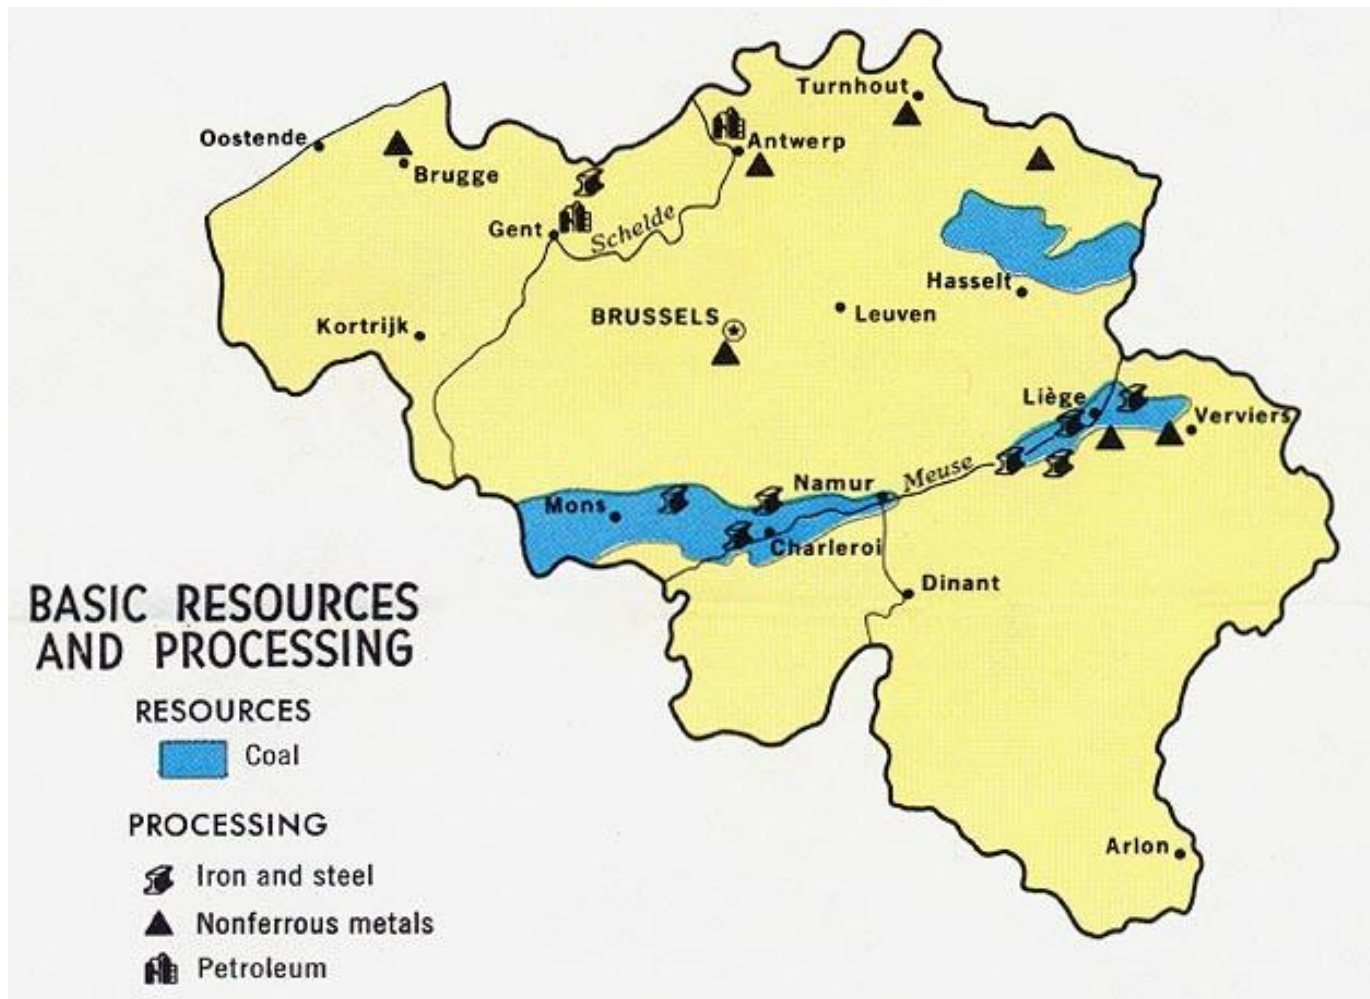 Turnhout
Oostende
Antwerp
Brugge
Gent
Schelde
Hasselt
BRUSSELS
Leuven
Kortrijk
Liège
Verviers
Meuse
Namur
Mons
Charleroi
Dinant
Arlon
BASIC RESOURCES
AND PROCESSING
RESOURCES
Coal
PROCESSING
Iron and steel
Nonferrous metals
Petroleum